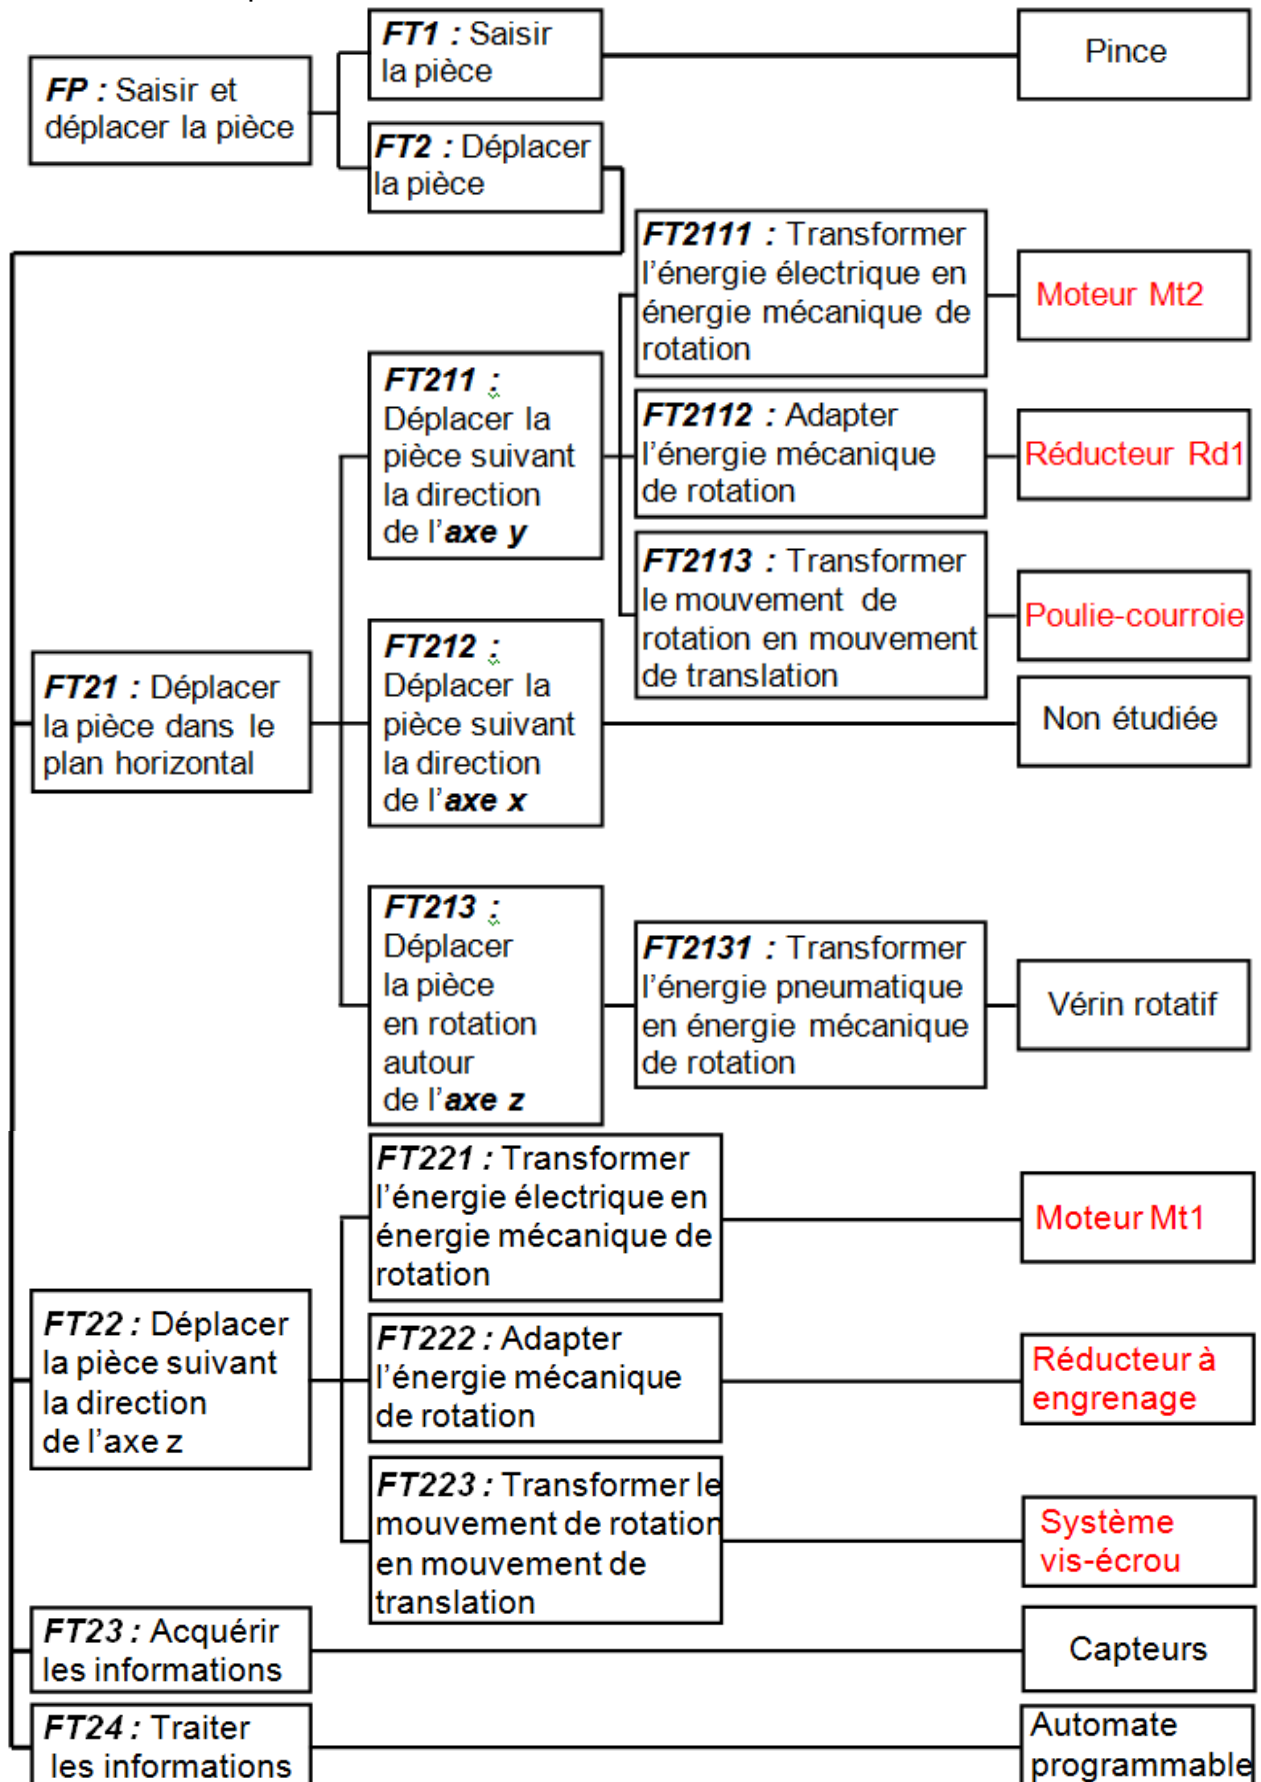 FP : Saisir et
déplacer la pièce
FT1 : Saisir
la pièce
Pince
FT2 : Déplacer
la pièce
FT2111 : Transformer
l'énergie électrique en
énergie mécanique de
rotation
Moteur Mt2
FT211 :
Déplacer la
pièce suivant
la direction
de l'axe y
FT2112 : Adapter
l'énergie mécanique
de rotation
Réducteur Rd1
FT2113 : Transformer
le mouvement de
rotation en mouvement
de translation
Poulie-courroie
FT21 : Déplacer
la pièce dans le
plan horizontal
FT212 :
Déplacer la
pièce suivant
la direction
de l'axe x
Non étudiée
FT213 :
Déplacer
la pièce
en rotation
autour
de l'axe z
FT2131 : Transformer
l'énergie pneumatique
en énergie mécanique
de rotation
Vérin rotatif
FT22 : Déplacer
la pièce suivant
la direction
de l'axe z
FT221 : Transformer
l'énergie électrique en
énergie mécanique de
rotation
Moteur Mt1
FT222 : Adapter
l'énergie mécanique
de rotation
Réducteur à
engrenage
FT223 : Transformer le
mouvement de rotation
en mouvement de
translation
Système
vis-écrou
FT23 : Acquérir
les informations
Capteurs
FT24 : Traiter
les informations
Automate
programmable